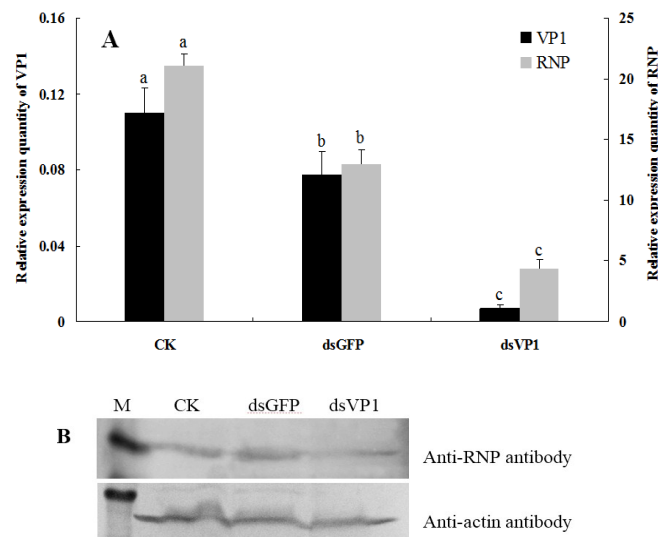 A
VP1
RNP
Relative expression quantity of VP1
0.16
0.12
0.08
0.04
0
25
20
15
10
5
0
Relative expression quantity of RNP
a
a
b
b
c
c
CK
dsGFP
dsVP1
M
CK
dsGFP
dsVP1
B
Anti-RNP antibody
Anti-actin antibody